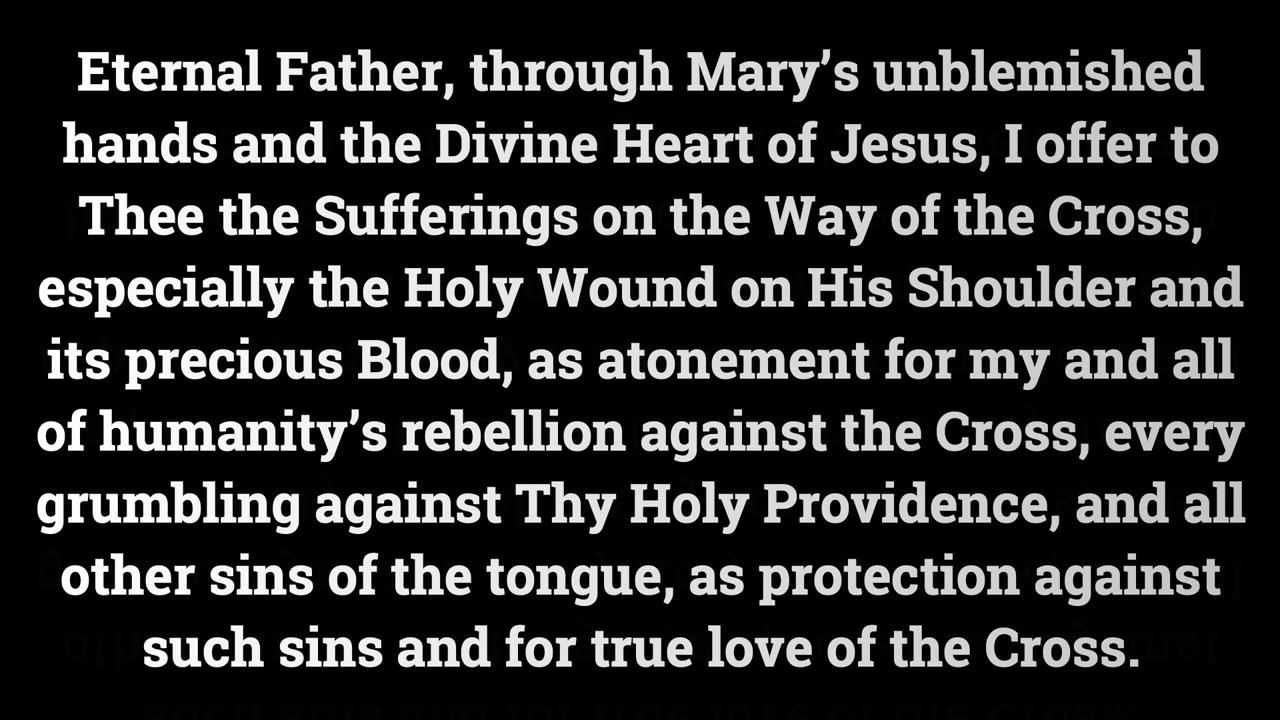 Eternal Father, through Mary’s unblemished
hands and the Divine Heart of Jesus, I offer to
Thee the Sufferings on the Way of the Cross,
especially the Holy Wound on His Shoulder and
its precious Blood, as atonement for my and all
of humanity’s rebellion against the Cross, every
grumbling against Thy Holy Providence, and all
other sins of the tongue, as protection against
such sins and for true love of the Cross.